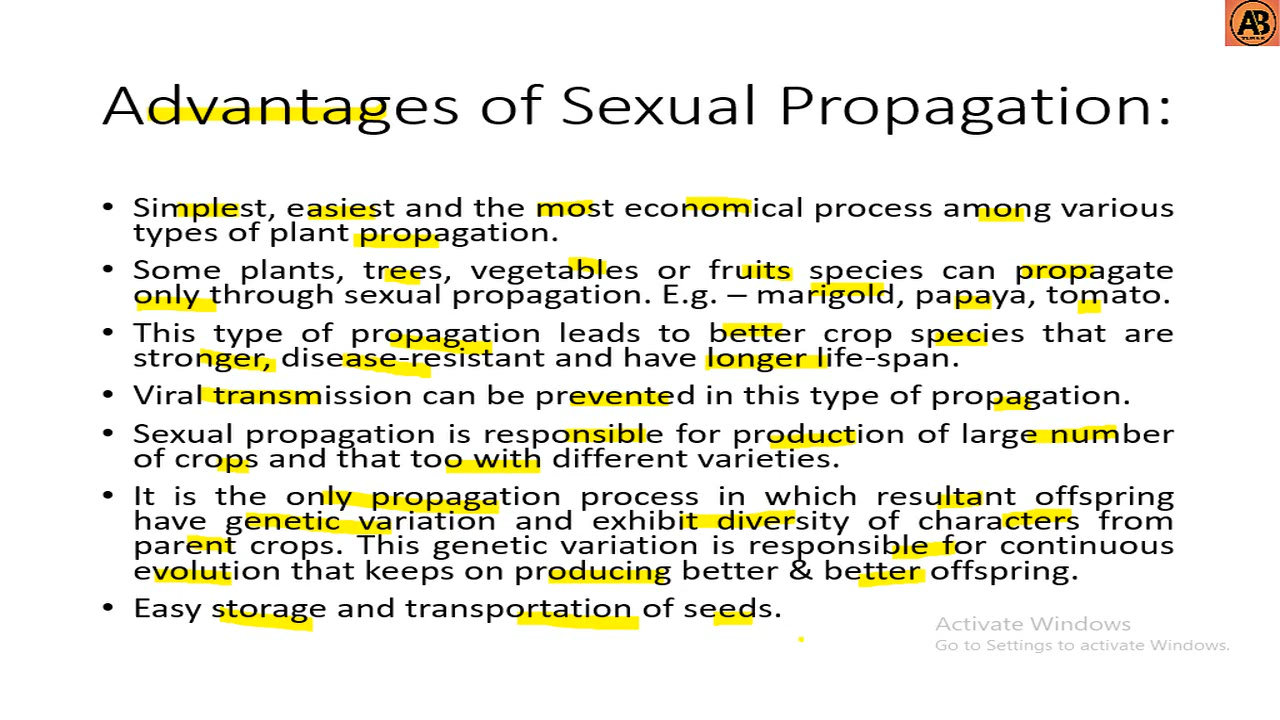 AB
Advantages of Sexual Propagation:
• Simplest, easiest and the most economical process among various
types of plant propagation.
• Some plants, trees, vegetables or fruits species can propagate
only through sexual propagation. E.g. – marigold, papaya, tomato.
• This type of propagation leads to better crop species that are
stronger, disease-resistant and have longer life-span.
• Viral transmission can be prevented in this type of propagation.
• Sexual propagation is responsible for production of large number
of crops and that too with different varieties.
• It is the only propagation process in which resultant offspring
have genetic variation and exhibit diversity of characters from
parent crops. This genetic variation is responsible for continuous
evolution that keeps on producing better & better offspring.
• Easy storage and transportation of seeds.
Activate Windows
Go to Settings to activate Windows.